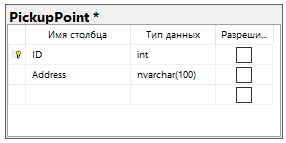 PickupPoint *
Имя столбца Тип данных Разреши...
ID int
Address nvarchar(100)